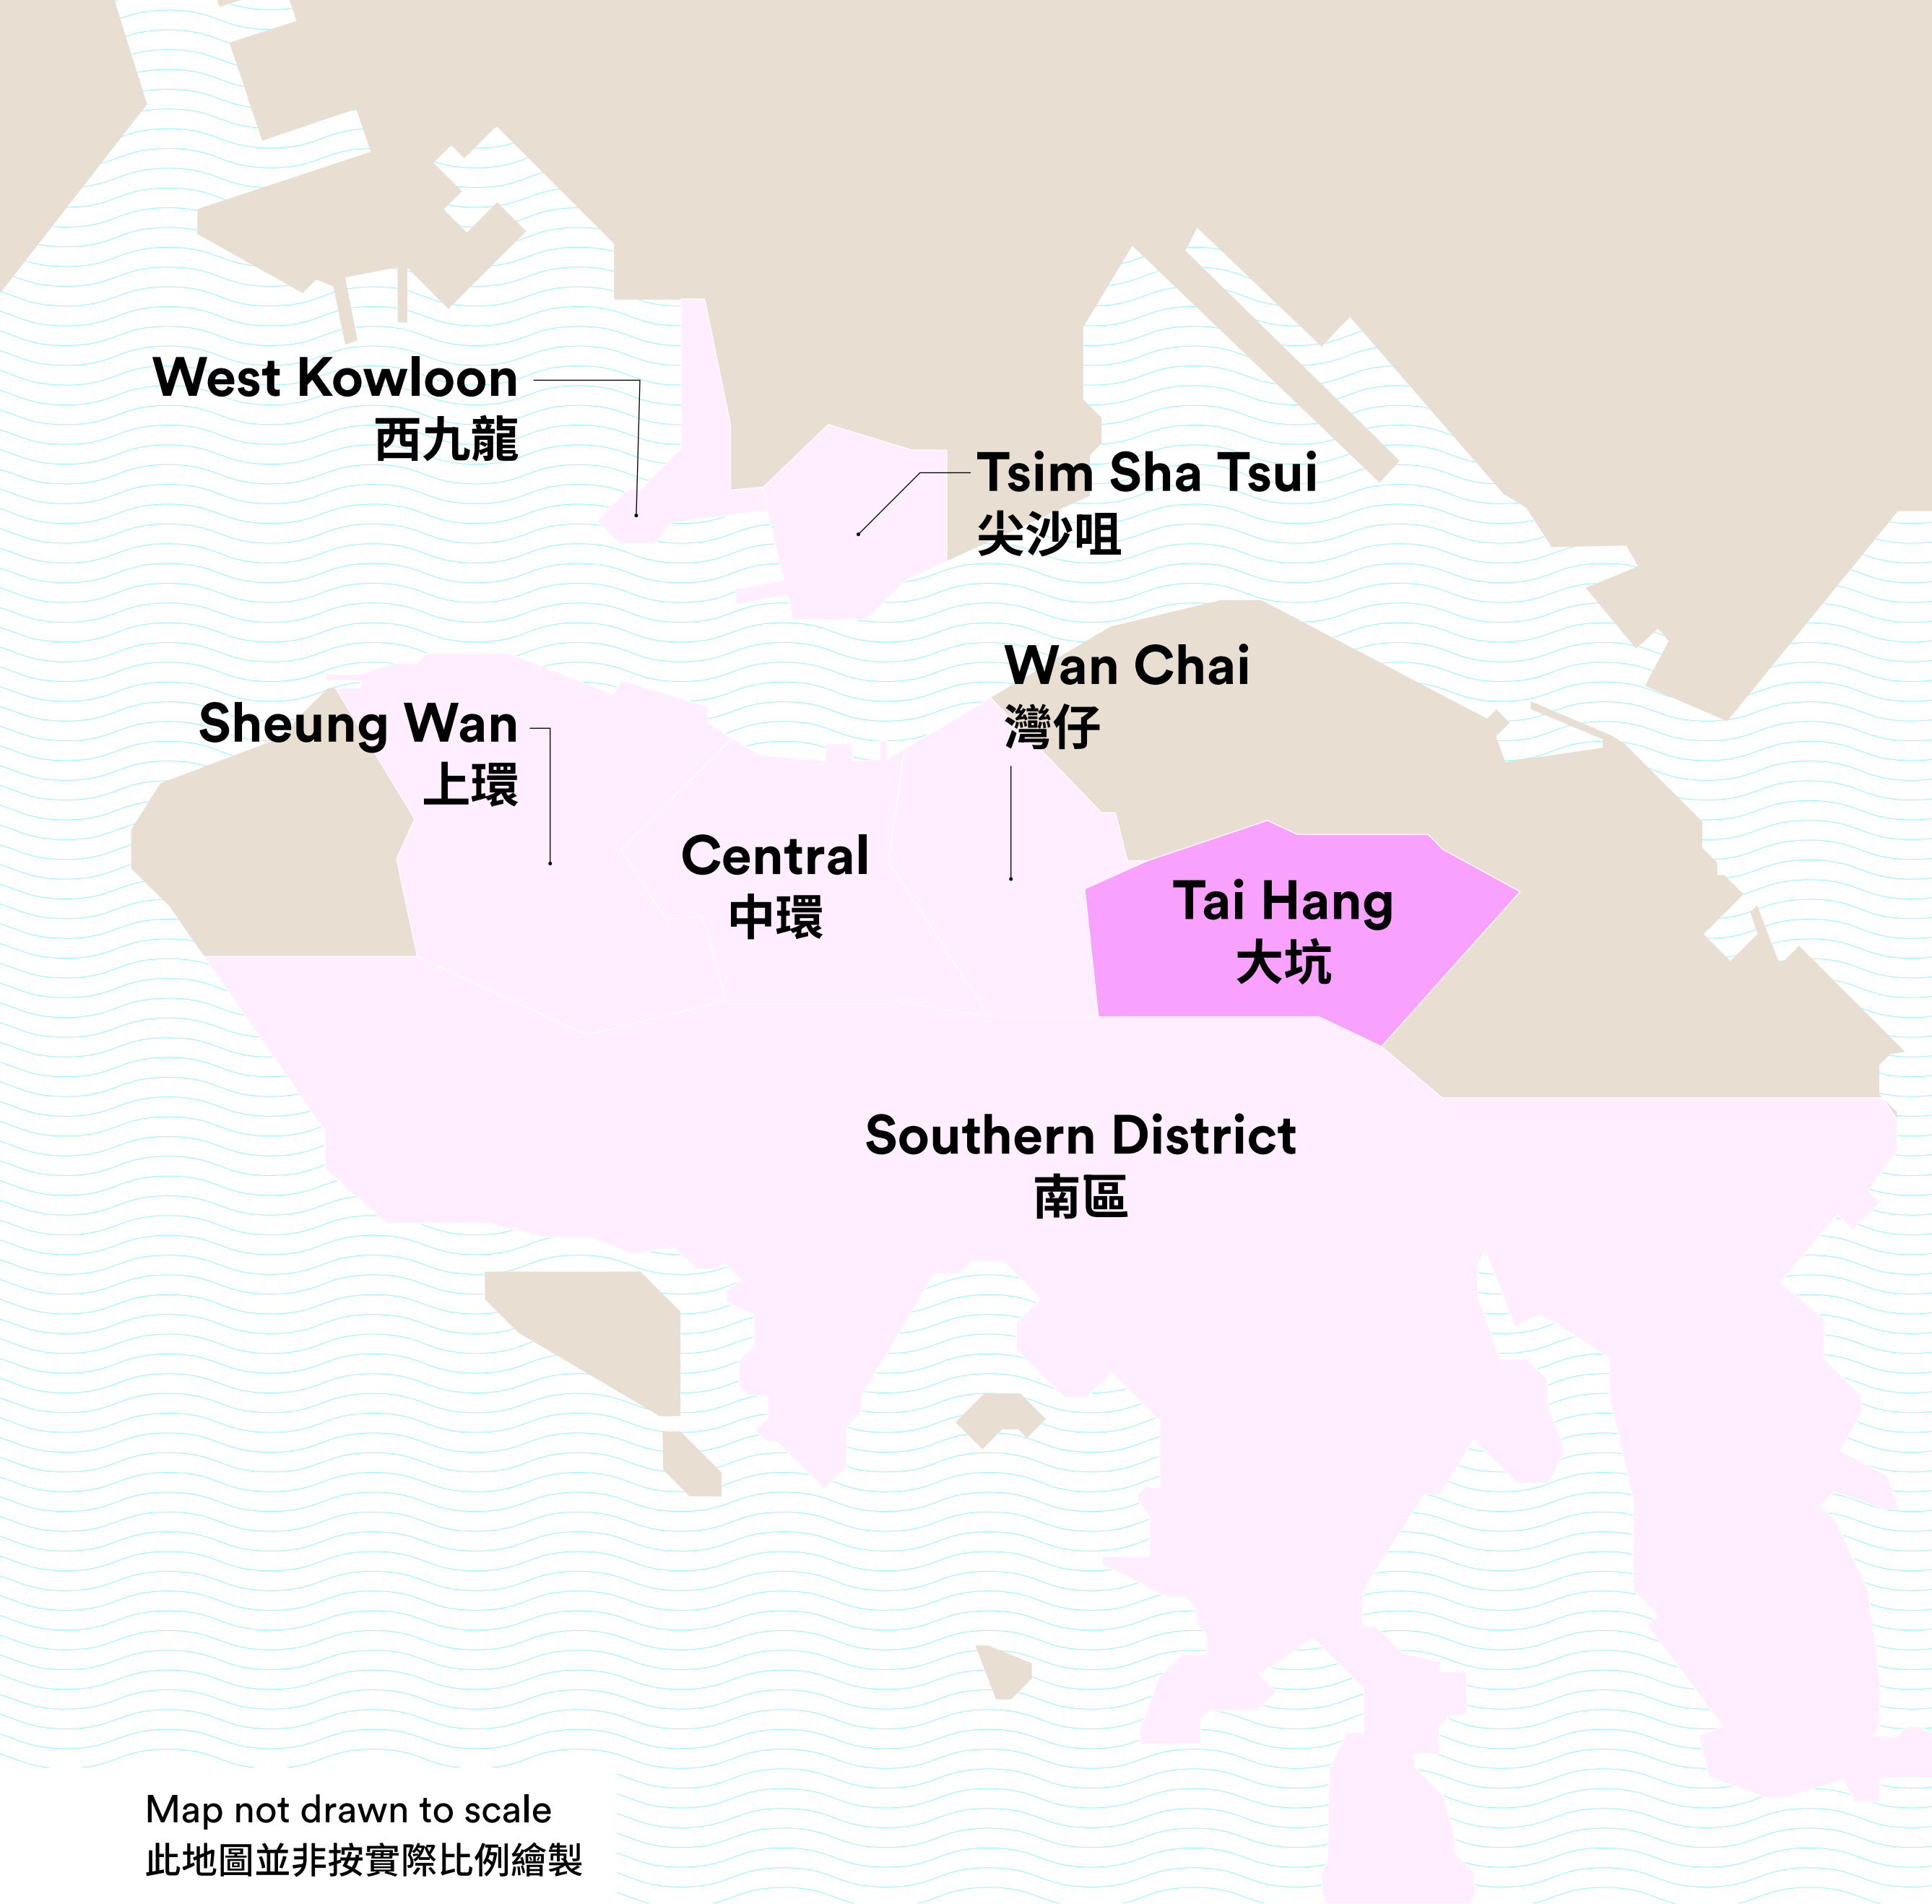 West Kowloon
西九龍
Tsim Sha Tsui
尖沙咀
Wan Chai
灣仔
Sheung Wan
上環
Central
中環
Tai Hang
大坑
Southern District
南區
Map not drawn to scale
此地圖並非按實際比例繪製